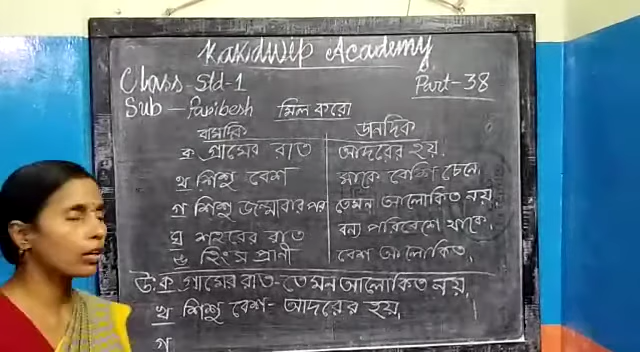 Kakdwip Academy
Class-Std-1 Part-38
Sub - Paribesh মিল করো
বামদিক ডানদিক
ক গ্রামের রাত আদরের হয়.
খ শিশু বেশ মাকে বেশি চেনে.
গ শিশু জন্মাবার পর তেমন আলোকিত নয়
ঘ শহরের রাত বন্য পরিবেশে থাকে.
ঙ হিংস্র প্রাণী বেশ আলোকিত.
উ: ক গ্রামের রাত-তেমন আলোকিত নয়,
খ শিশু বেশ- আদরের হয়,
গ